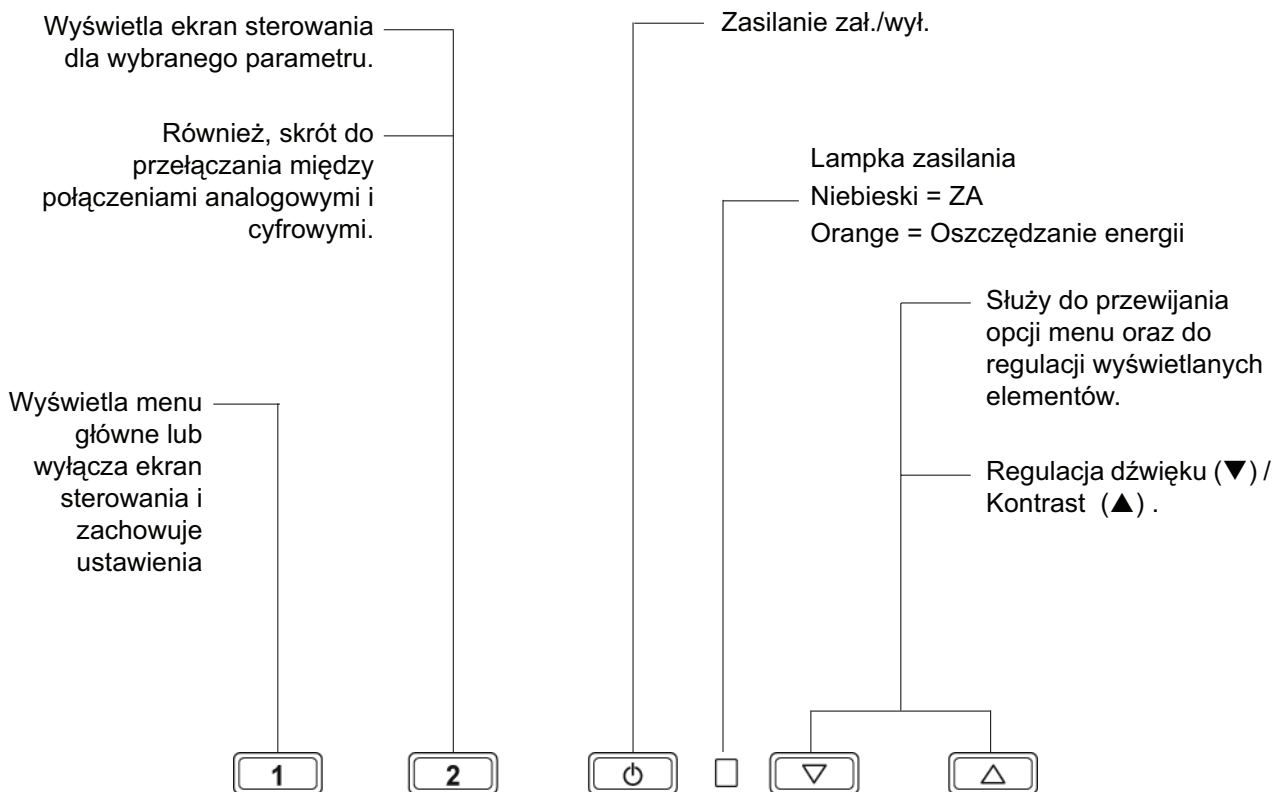 Wyświetla ekran sterowania
dla wybranego parametru.
Również, skrót do
przełączania między
połączeniami analogowymi i
cyfrowymi.
Wyświetla menu
główne lub
wyłącza ekran
sterowania i
zachowuje
ustawienia
Zasilanie zał./wył.
Lampka zasilania
Niebieski = ZA
Orange = Oszczędzanie energii
Służy do przewijania
opcji menu oraz do
regulacji wyświetlanych
elementów.
Regulacja dźwięku (▼) /
Kontrast (▲) .
1 2